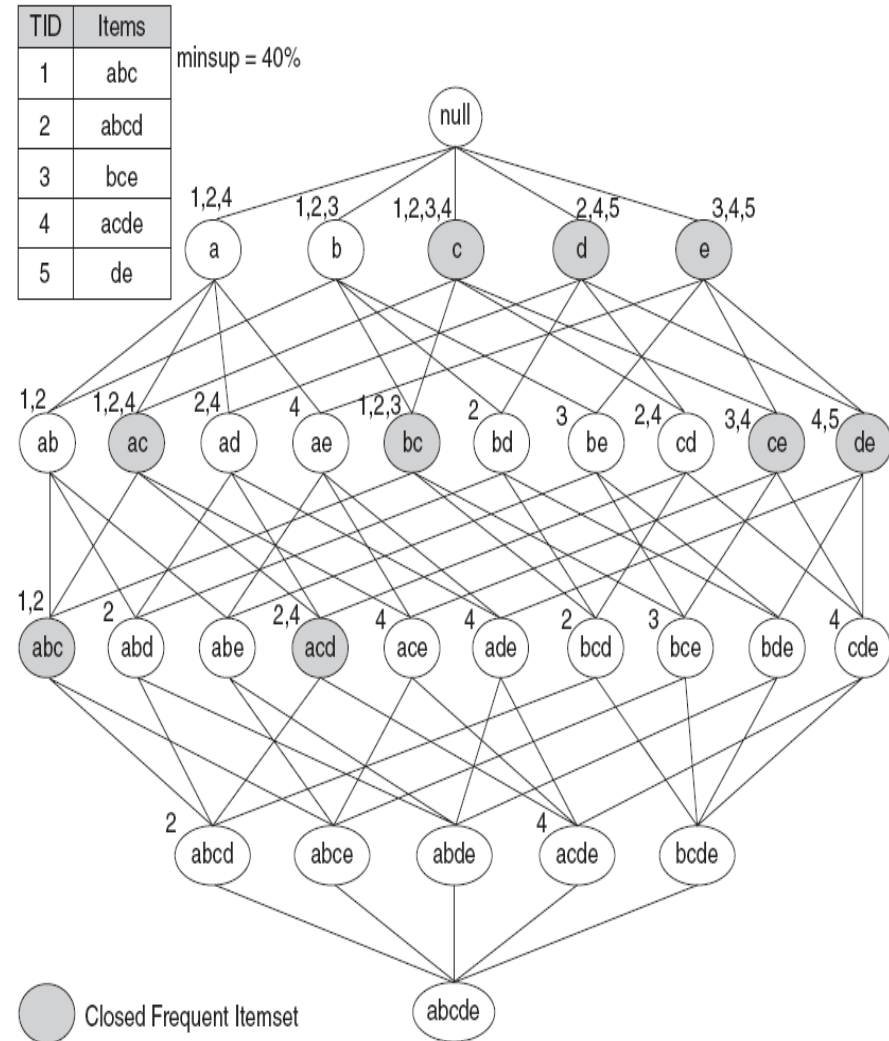 TID Items
1 abc
2 abcd
3 bce
4 acde
5 de
minsup = 40%
null
1,2,4 1,2,3 1,2,3,4 2,4,5 3,4,5
a b c d e
1,2 1,2,4 2,4 4 1,2,3 2 3 2,4 3,4 4,5
ab ac ad ae bc bd be cd ce de
1,2 2 2,4 4 4 2 3 4
abc abd abe acd ace ade bcd bce bde cde
2 4
abcd abce abde acde bcde
abcde
Closed Frequent Itemset